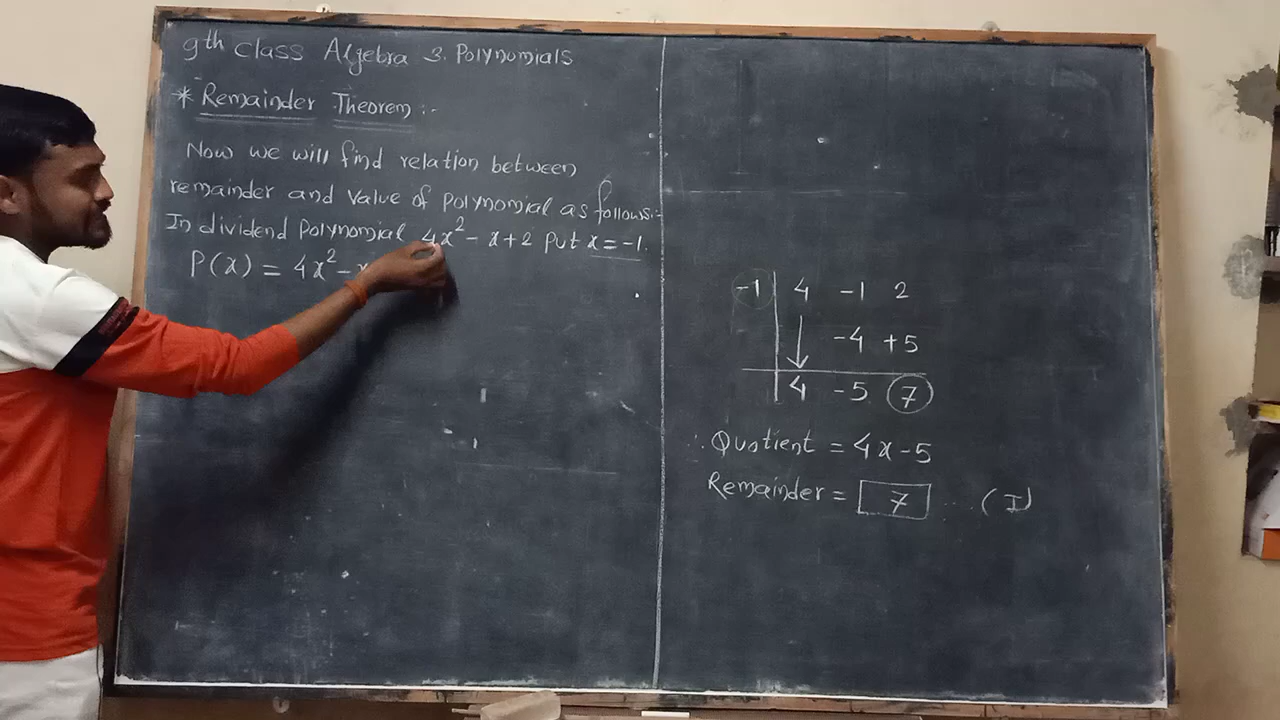 9th class Algebra 3. Polynomials
* Remainder Theorem :-
Now we will find relation between
remainder and value of polynomial as follows:-
In dividend polynomial 4x² - x + 2 put x = -1.
P(x) = 4x² - x
-1 | 4 -1 2
-4 +5
4 -5 7
∴ Quotient = 4x - 5
Remainder = 7 ... (I)